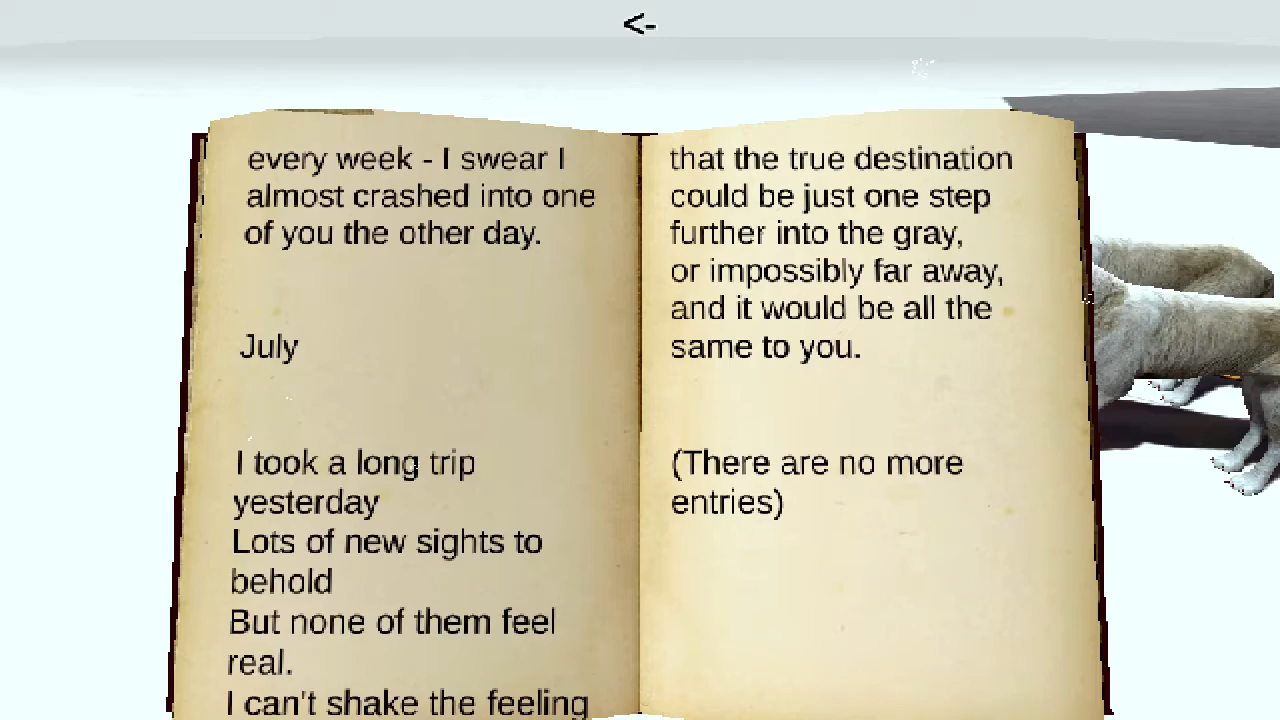 <-
every week - I swear I
almost crashed into one
of you the other day.
July
I took a long trip
yesterday
Lots of new sights to
behold
But none of them feel
real.
I can't shake the feeling
that the true destination
could be just one step
further into the gray,
or impossibly far away,
and it would be all the
same to you.
(There are no more
entries)